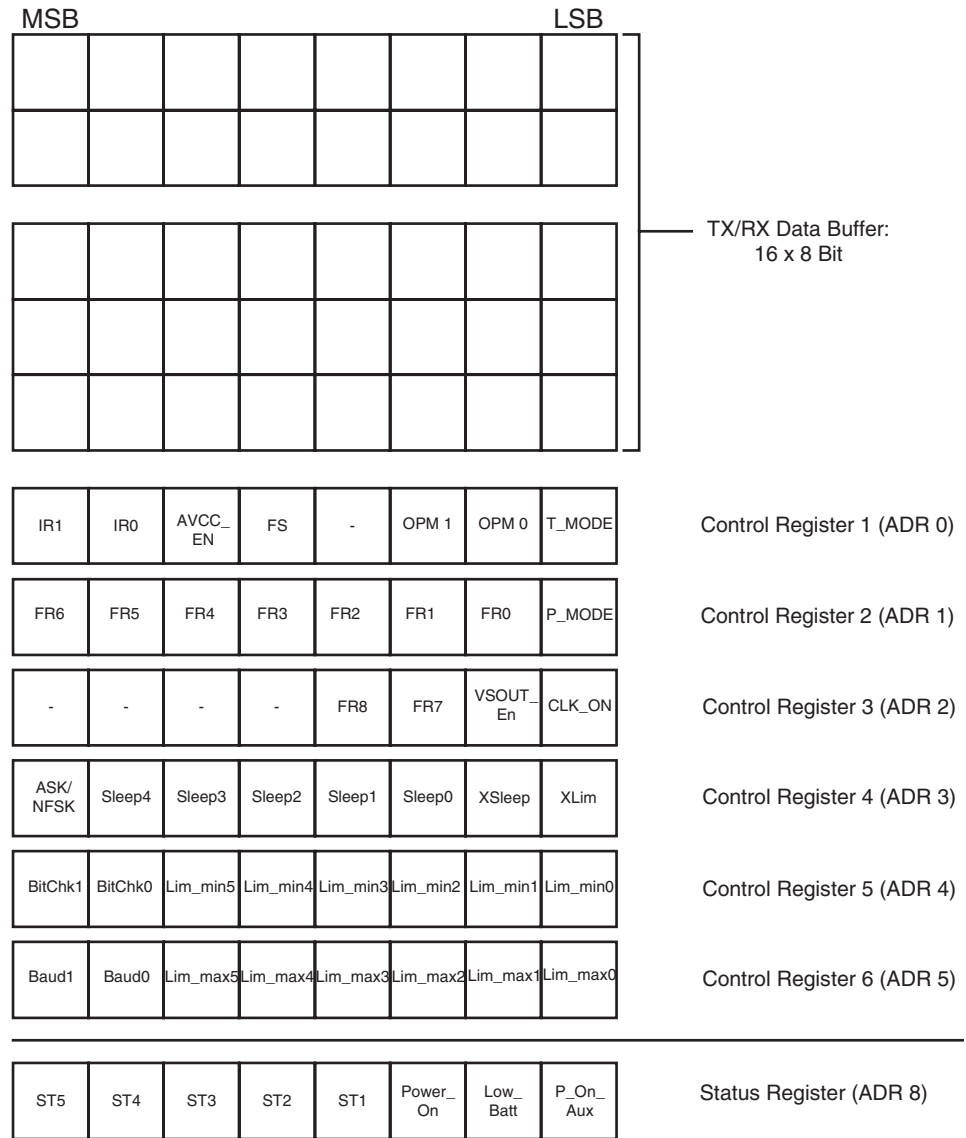 MSB LSB
TX/RX Data Buffer:
16 x 8 Bit
IR1 IR0 AVCC_ EN FS - OPM 1 OPM 0 T_MODE Control Register 1 (ADR 0)
FR6 FR5 FR4 FR3 FR2 FR1 FR0 P_MODE Control Register 2 (ADR 1)
- - - - FR8 FR7 VSOUT_ En CLK_ON Control Register 3 (ADR 2)
ASK/ NFSK Sleep4 Sleep3 Sleep2 Sleep1 Sleep0 XSleep XLim Control Register 4 (ADR 3)
BitChk1 BitChk0 Lim_min5 Lim_min4 Lim_min3 Lim_min2 Lim_min1 Lim_min0 Control Register 5 (ADR 4)
Baud1 Baud0 Lim_max5 Lim_max4 Lim_max3 Lim_max2 Lim_max1 Lim_max0 Control Register 6 (ADR 5)
ST5 ST4 ST3 ST2 ST1 Power_ On Low_ Batt P_On_ Aux Status Register (ADR 8)